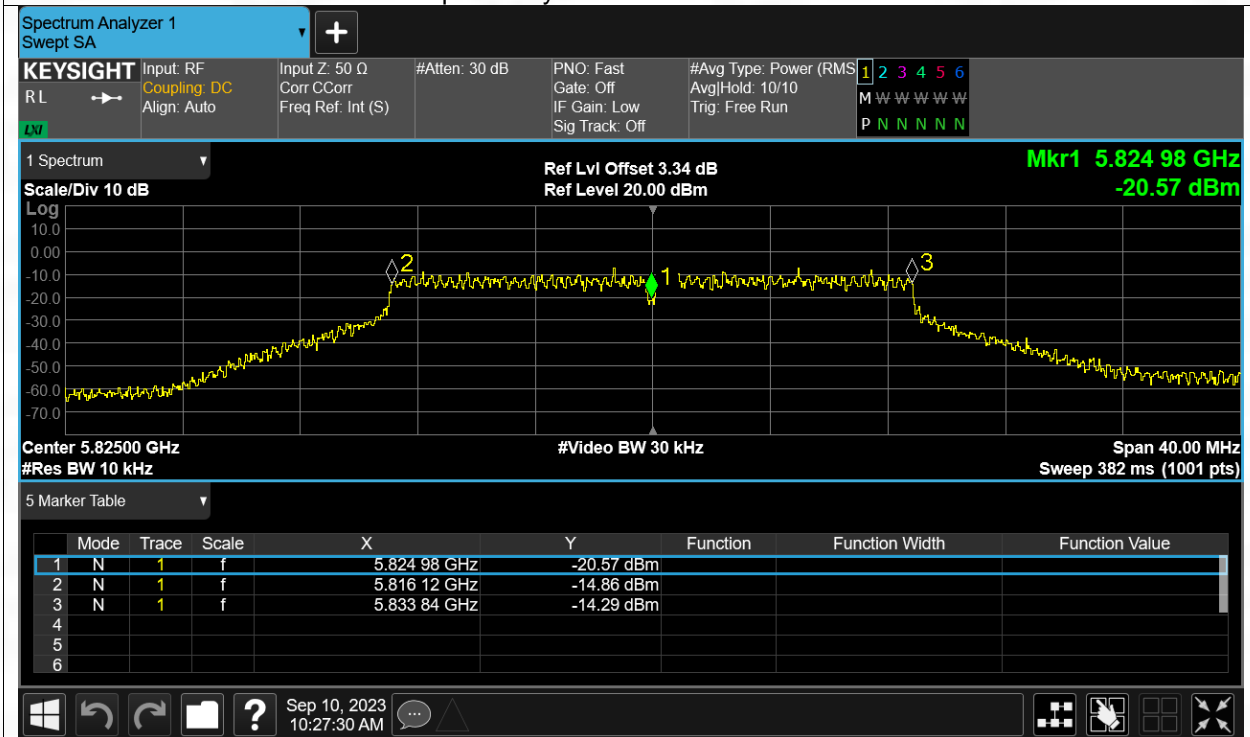 Spectrum Analyzer 1
Swept SA
+
KEYSIGHT Input: RF Input Z: 50 Ω #Atten: 30 dB PNO: Fast #Avg Type: Power (RMS 1 2 3 4 5 6
RL Coupling: DC Corr CCorr Gate: Off Avg|Hold: 10/10 M W W W W W
Align: Auto Freq Ref: Int (S) IF Gain: Low Trig: Free Run
LXI Sig Track: Off P N N N N N
1 Spectrum Ref Lvl Offset 3.34 dB Mkr1 5.824 98 GHz
Scale/Div 10 dB Ref Level 20.00 dBm -20.57 dBm
Log
10.0
0.00
2 3
-10.0 1
-20.0
-30.0
-40.0
-50.0
-60.0
-70.0
Center 5.82500 GHz #Video BW 30 kHz Span 40.00 MHz
#Res BW 10 kHz Sweep 382 ms (1001 pts)
5 Marker Table
Mode Trace Scale X Y Function Function Width Function Value
1 N 1 f 5.824 98 GHz -20.57 dBm
2 N 1 f 5.816 12 GHz -14.86 dBm
3 N 1 f 5.833 84 GHz -14.29 dBm
4
5
6
? Sep 10, 2023
10:27:30 AM